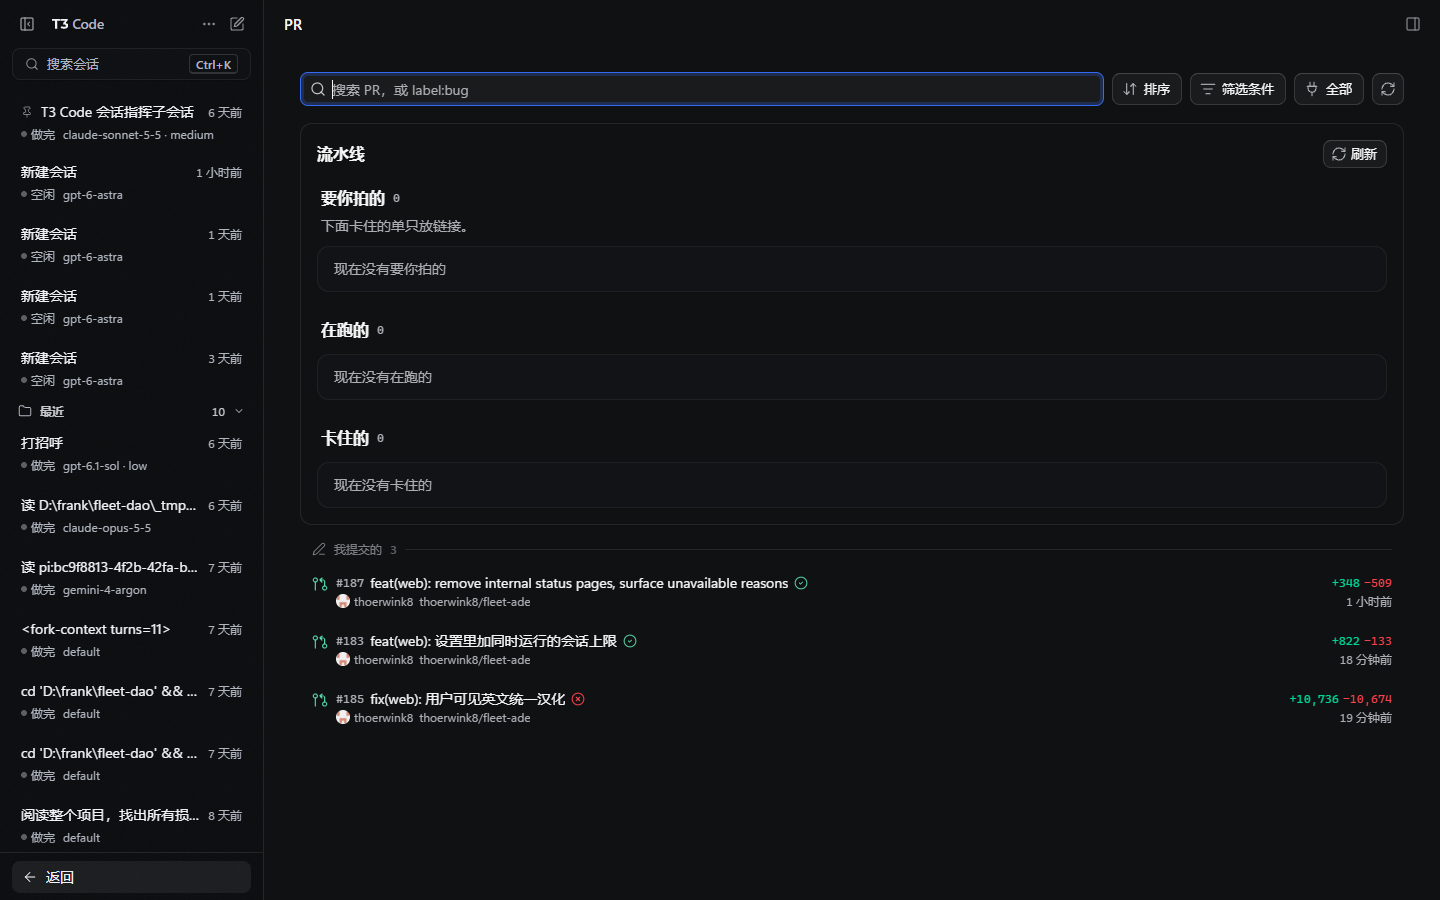 T3 Code
搜索会话 Ctrl+K
T3 Code 会话指挥子会话 6 天前
做完 claude-sonnet-5-5 · medium
新建会话 1 小时前
空闲 gpt-6-astra
新建会话 1 天前
空闲 gpt-6-astra
新建会话 1 天前
空闲 gpt-6-astra
新建会话 3 天前
空闲 gpt-6-astra
最近 10
打招呼 6 天前
做完 gpt-6.1-sol · low
读 D:\frank\fleet-dao\_tmp... 6 天前
做完 claude-opus-5-5
读 pi:bc9f8813-4f2b-42fa-b... 7 天前
做完 gemini-4-argon
<fork-context turns=11> 7 天前
做完 default
cd 'D:\frank\fleet-dao' && ... 7 天前
做完 default
cd 'D:\frank\fleet-dao' && ... 7 天前
做完 default
阅读整个项目，找出所有损... 8 天前
做完 default
返回
PR
搜索 PR，或 label:bug 排序 筛选条件 全部
流水线 刷新
要你拍的 0
下面卡住的单只放链接。
现在没有要你拍的
在跑的 0
现在没有在跑的
卡住的 0
现在没有卡住的
我提交的 3
#187 feat(web): remove internal status pages, surface unavailable reasons +348 −509
thoerwink8 thoerwink8/fleet-ade 1 小时前
#183 feat(web): 设置里加同时运行的会话上限 +822 −133
thoerwink8 thoerwink8/fleet-ade 18 分钟前
#185 fix(web): 用户可见英文统一汉化 +10,736 −10,674
thoerwink8 thoerwink8/fleet-ade 19 分钟前